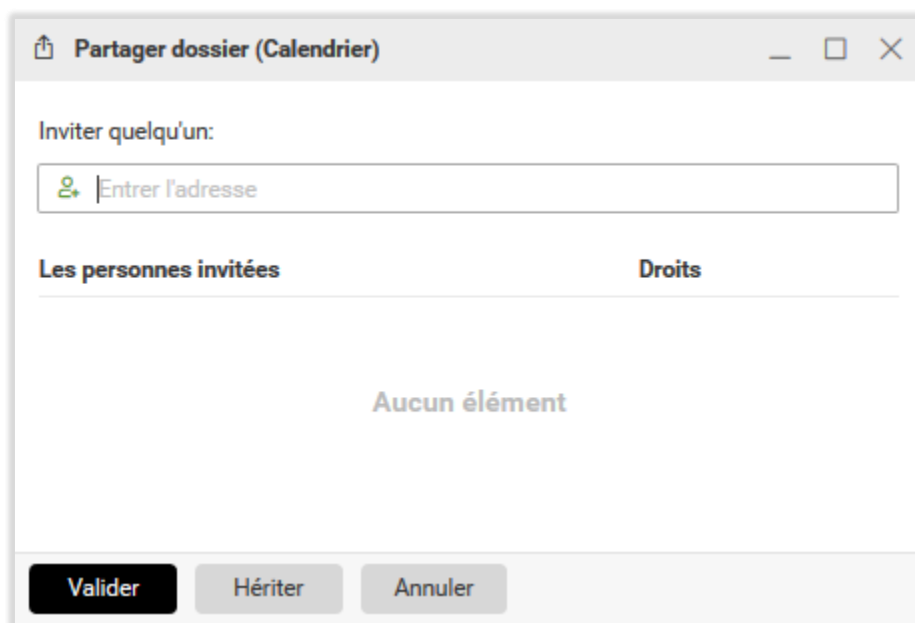 Partager dossier (Calendrier)
Inviter quelqu'un:
Entrer l'adresse
Les personnes invitées Droits
Aucun élément
Valider Hériter Annuler